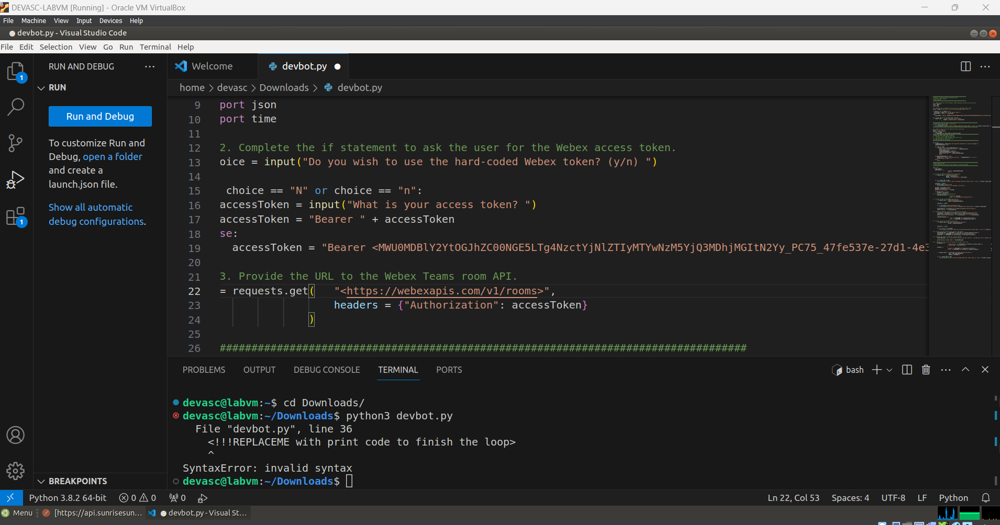 DEVASC-LABVM [Running] - Oracle VM VirtualBox
File Machine View Input Devices Help
devbot.py - Visual Studio Code
File Edit Selection View Go Run Terminal Help
RUN AND DEBUG
Welcome
devbot.py
1
home > devasc > Downloads > devbot.py
RUN
Run and Debug
To customize Run and
Debug, open a folder
and create a
launch.json file.
Show all automatic
debug configurations.
1
9 port json
10 port time
11
12 2. Complete the if statement to ask the user for the Webex access token.
13 oice = input("Do you wish to use the hard-coded Webex token? (y/n) ")
14
15 choice == "N" or choice == "n":
16 accessToken = input("What is your access token? ")
17 accessToken = "Bearer " + accessToken
18 se:
19 accessToken = "Bearer <MWU0MDBlY2YtOGJhZC00NGE5LTg4NzctYjNlZTIyMTYwNzM5YjQ3MDhjMGItN2Yy_PC75_47fe537e-27d1-4e3
20
21 3. Provide the URL to the Webex Teams room API.
22 = requests.get( "<https://webexapis.com/v1/rooms>",
23 headers = {"Authorization": accessToken}
24 )
25
26 ###################################################################################
PROBLEMS OUTPUT DEBUG CONSOLE TERMINAL PORTS
bash
devasc@labvm:~$ cd Downloads/
devasc@labvm:~/Downloads$ python3 devbot.py
File "devbot.py", line 36
<!!!REPLACEME with print code to finish the loop>
^
SyntaxError: invalid syntax
devasc@labvm:~/Downloads$
BREAKPOINTS
Python 3.8.2 64-bit 0 0 0
Ln 22, Col 53 Spaces: 4 UTF-8 LF Python
Menu [https://api.sunrisesun... devbot.py - Visual St...